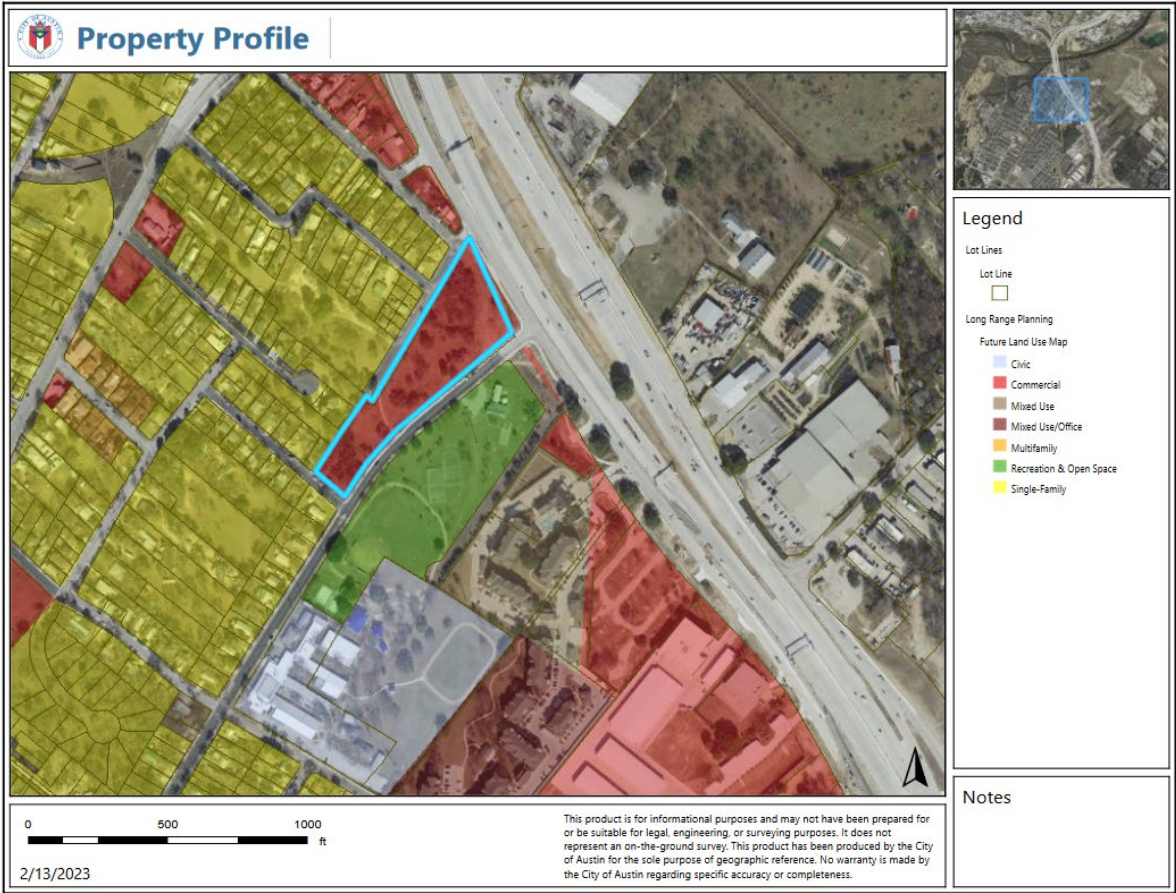 Property Profile
Legend
Lot Lines
Lot Line
Long Range Planning
Future Land Use Map
Civic
Commercial
Mixed Use
Mixed Use/Office
Multifamily
Recreation & Open Space
Single-Family
Notes
0 500 1000
ft
2/13/2023
This product is for informational purposes and may not have been prepared for
or be suitable for legal, engineering, or surveying purposes. It does not
represent an on-the-ground survey. This product has been produced by the City
of Austin for the sole purpose of geographic reference. No warranty is made by
the City of Austin regarding specific accuracy or completeness.